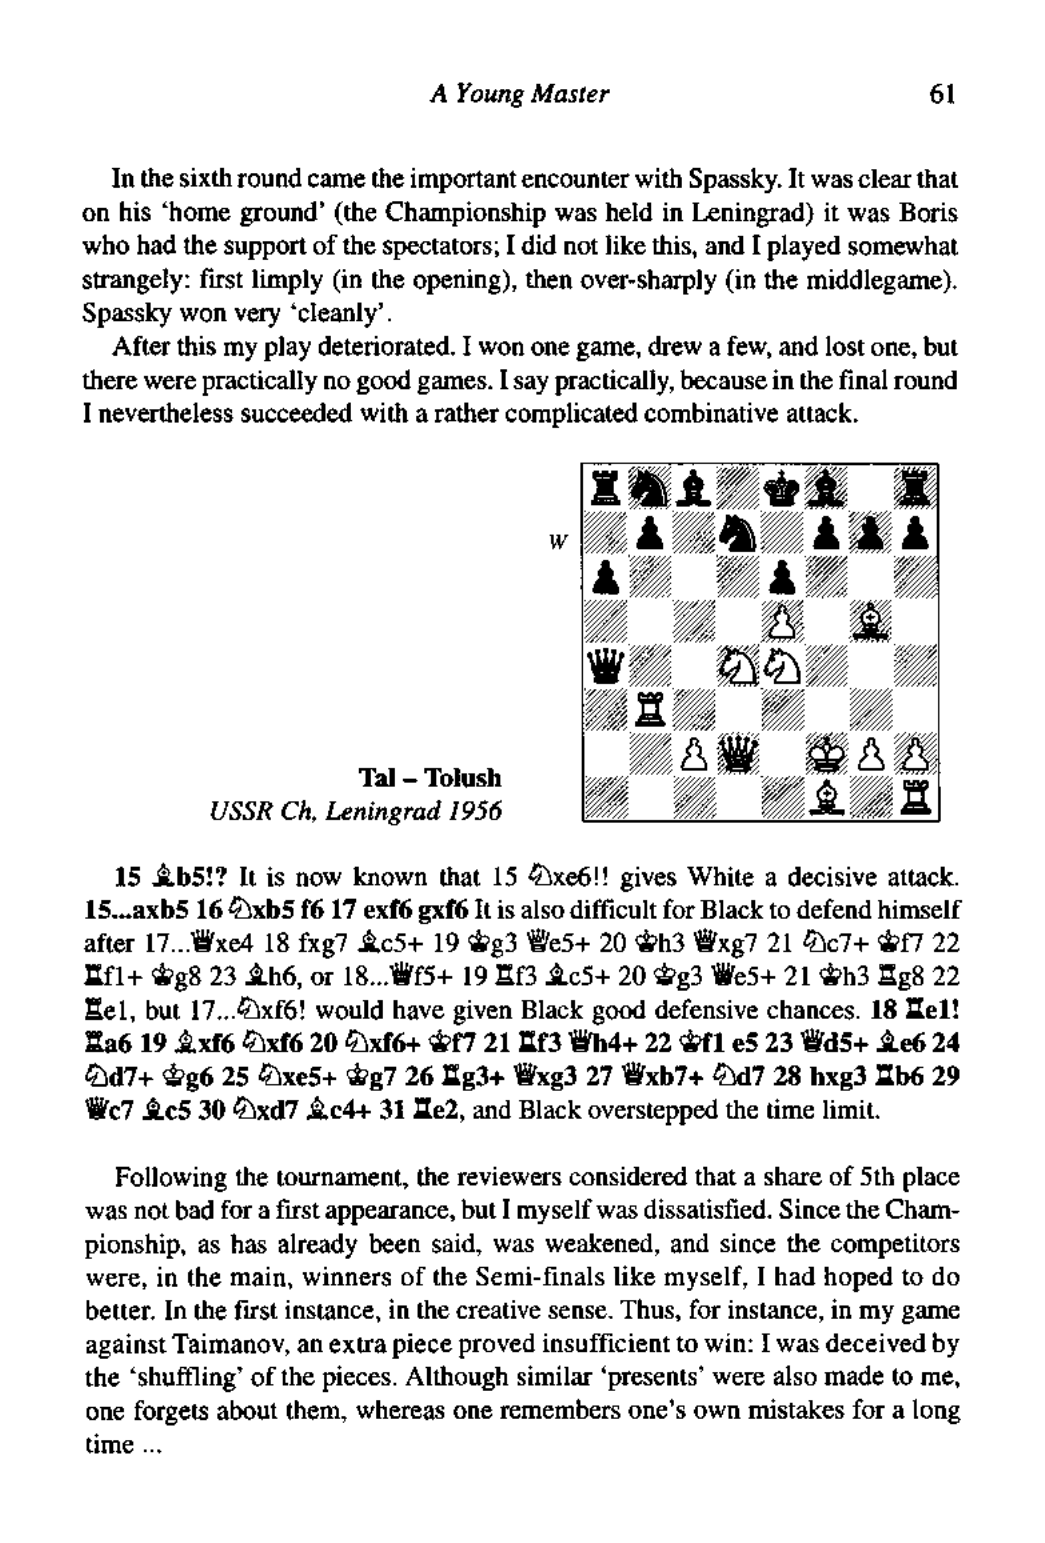 A Young Master 61
In the sixth round came the important encounter with Spassky. It was clear that
on his ‘home ground’ (the Championship was held in Leningrad) it was Boris
who had the support of the spectators; I did not like this, and I played somewhat
strangely: first limply (in the opening), then over-sharply (in the middlegame).
Spassky won very ‘cleanly’.
After this my play deteriorated. I won one game, drew a few, and lost one, but
there were practically no good games. I say practically, because in the final round
I nevertheless succeeded with a rather complicated combinative attack.
W
Tal – Tolush
USSR Ch, Leningrad 1956
15 ♗b5!? It is now known that 15 ♘xe6!! gives White a decisive attack.
15...axb5 16 ♘xb5 f6 17 exf6 gxf6 It is also difficult for Black to defend himself
after 17...♕xe4 18 fxg7 ♗c5+ 19 ♔g3 ♕e5+ 20 ♔h3 ♕xg7 21 ♘c7+ ♔f7 22
♖f1+ ♔g8 23 ♗h6, or 18...♕f5+ 19 ♖f3 ♗c5+ 20 ♔g3 ♕e5+ 21 ♔h3 ♖g8 22
♖e1, but 17...♘xf6! would have given Black good defensive chances. 18 ♖e1!
♖a6 19 ♗xf6 ♘xf6 20 ♘xf6+ ♔f7 21 ♖f3 ♕h4+ 22 ♔f1 e5 23 ♕d5+ ♗e6 24
♘d7+ ♔g6 25 ♘xe5+ ♔g7 26 ♖g3+ ♕xg3 27 ♕xb7+ ♘d7 28 hxg3 ♖b6 29
♕c7 ♗c5 30 ♘xd7 ♗c4+ 31 ♖e2, and Black overstepped the time limit.
Following the tournament, the reviewers considered that a share of 5th place
was not bad for a first appearance, but I myself was dissatisfied. Since the Cham-
pionship, as has already been said, was weakened, and since the competitors
were, in the main, winners of the Semi-finals like myself, I had hoped to do
better. In the first instance, in the creative sense. Thus, for instance, in my game
against Taimanov, an extra piece proved insufficient to win: I was deceived by
the ‘shuffling’ of the pieces. Although similar ‘presents’ were also made to me,
one forgets about them, whereas one remembers one’s own mistakes for a long
time ...